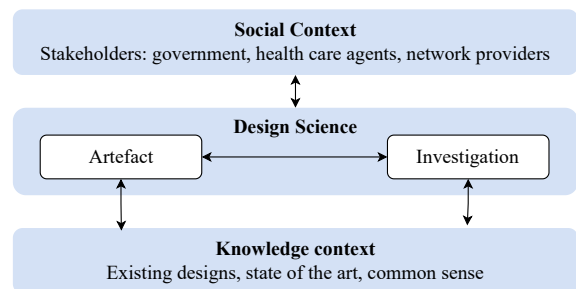 Social Context
Stakeholders: government, health care agents, network providers
Design Science
Artefact
Investigation
Knowledge context
Existing designs, state of the art, common sense